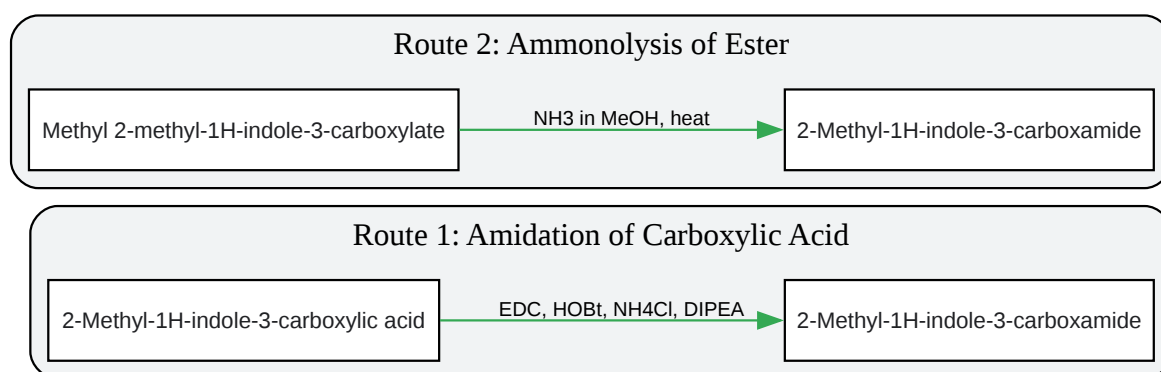 Route 2: Ammonolysis of Ester
Methyl 2-methyl-1H-indole-3-carboxylate
NH3 in MeOH, heat
2-Methyl-1H-indole-3-carboxamide
Route 1: Amidation of Carboxylic Acid
2-Methyl-1H-indole-3-carboxylic acid
EDC, HOBt, NH4Cl, DIPEA
2-Methyl-1H-indole-3-carboxamide